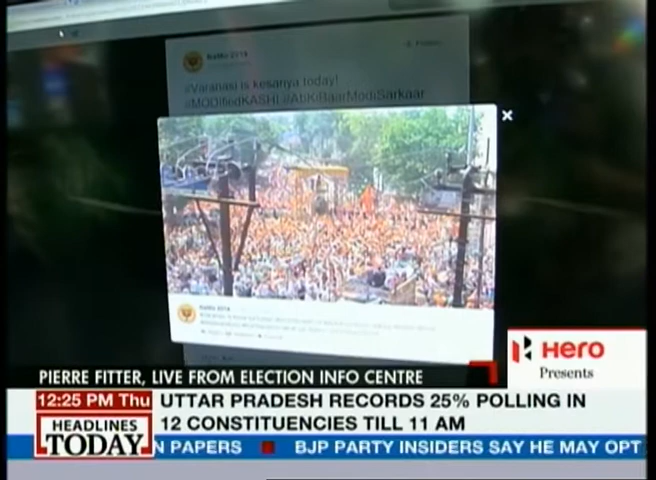 NaMo 2014
#Varanasi is kesariya today!
#MODifiedKASHI #AbKiBaarModiSarkaar
×
PIERRE FITTER, LIVE FROM ELECTION INFO CENTRE
HERO
Presents
12:25 PM Thu
UTTAR PRADESH RECORDS 25% POLLING IN
12 CONSTITUENCIES TILL 11 AM
HEADLINES
TODAY
N PAPERS BJP PARTY INSIDERS SAY HE MAY OPT